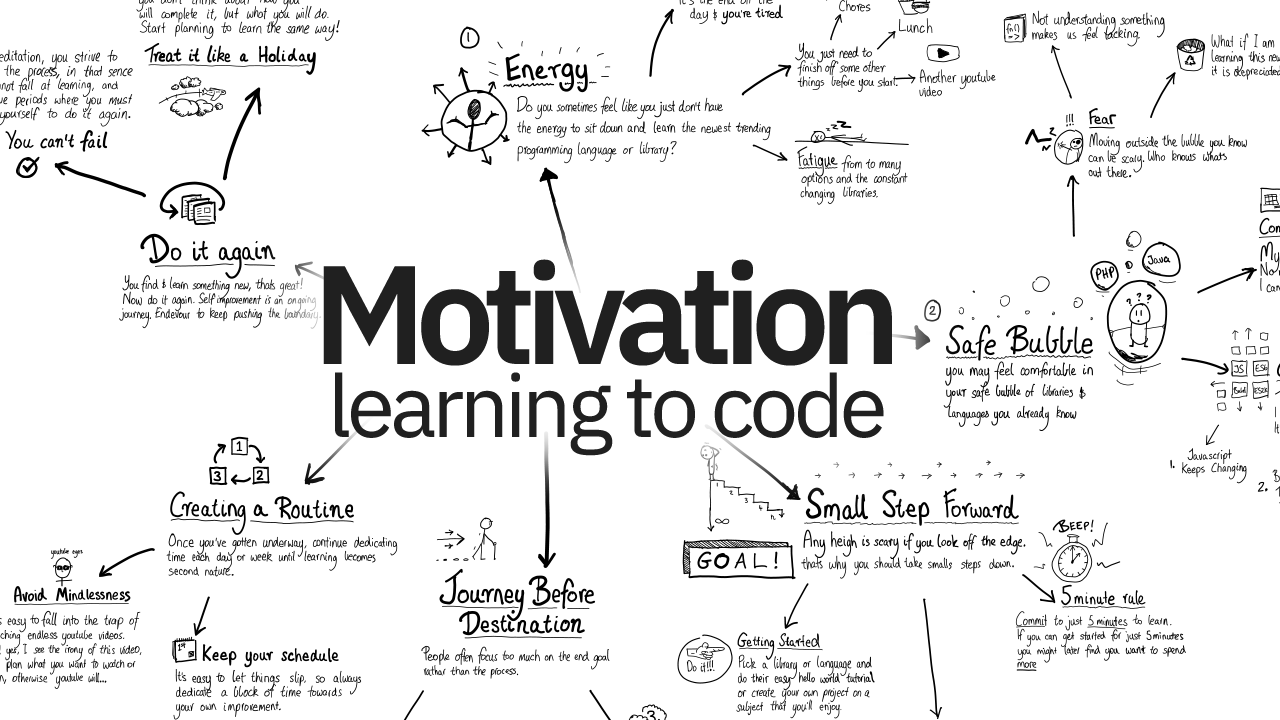 will complete it, but what you will do.
Start planning to learn the same way!
Treat it like a Holiday
editation, you strive to
the process, in that sence
not fail at learning, and
periods where you must
yourself to do it again.
You can't fail
Do it again
You find & learn something new, thats great!
Now do it again. Self improvement is an ongoing
journey. Endevour to keep pushing the boundary.
1
Energy
Do you sometimes feel like you just don't have
the energy to sit down and learn the newest trending
programming language or library?
it's the end of the
day & you're tired
You just need to
finish off some other
things before you start.
Chores
Lunch
Another youtube
video
zzz
Fatigue from to many
options and the constant
changing libraries.
Not understanding something
makes us feel lacking.
What if I am
learning this new
it is depreciated
!!!
Fear
Moving outside the bubble you know
can be scary. Who knows whats
out there.
PHP
Java
???
2
Safe Bubble
you may feel comfortable in
your safe bubble of libraries &
languages you already know
Com
My
No
I can
JS
ES6
Babel
1. Javascript
Keeps Changing
2.
Motivation
learning to code
1
2
3
Creating a Routine
Once you've gotten underway, continue dedicating
time each day or week until learning becomes
second nature.
youtube eyes
Avoid Mindlessness
easy to fall into the trap of
ching endless youtube videos.
yes, I see the irony of this video,
plan what you want to watch or
otherwise youtube will...
1st
Keep your schedule
It's easy to let things slip, so always
dedicate a block of time towards
your own improvement.
Journey Before
Destination
People often focus too much on the end goal
rather than the process.
3
1
2
3
4
n
∞
GOAL!
Small Step Forward
Any heigh is scary if you look off the edge.
thats why you should take smalls steps down.
Do it!!!
Getting Started
Pick a library or language and
do their easy hello world tutorial
or create your own project on a
subject that you'll enjoy.
BEEP!
5 minute rule
Commit to just 5 minutes to learn.
If you can get started for just 5 minutes
you might later find you want to spend
more